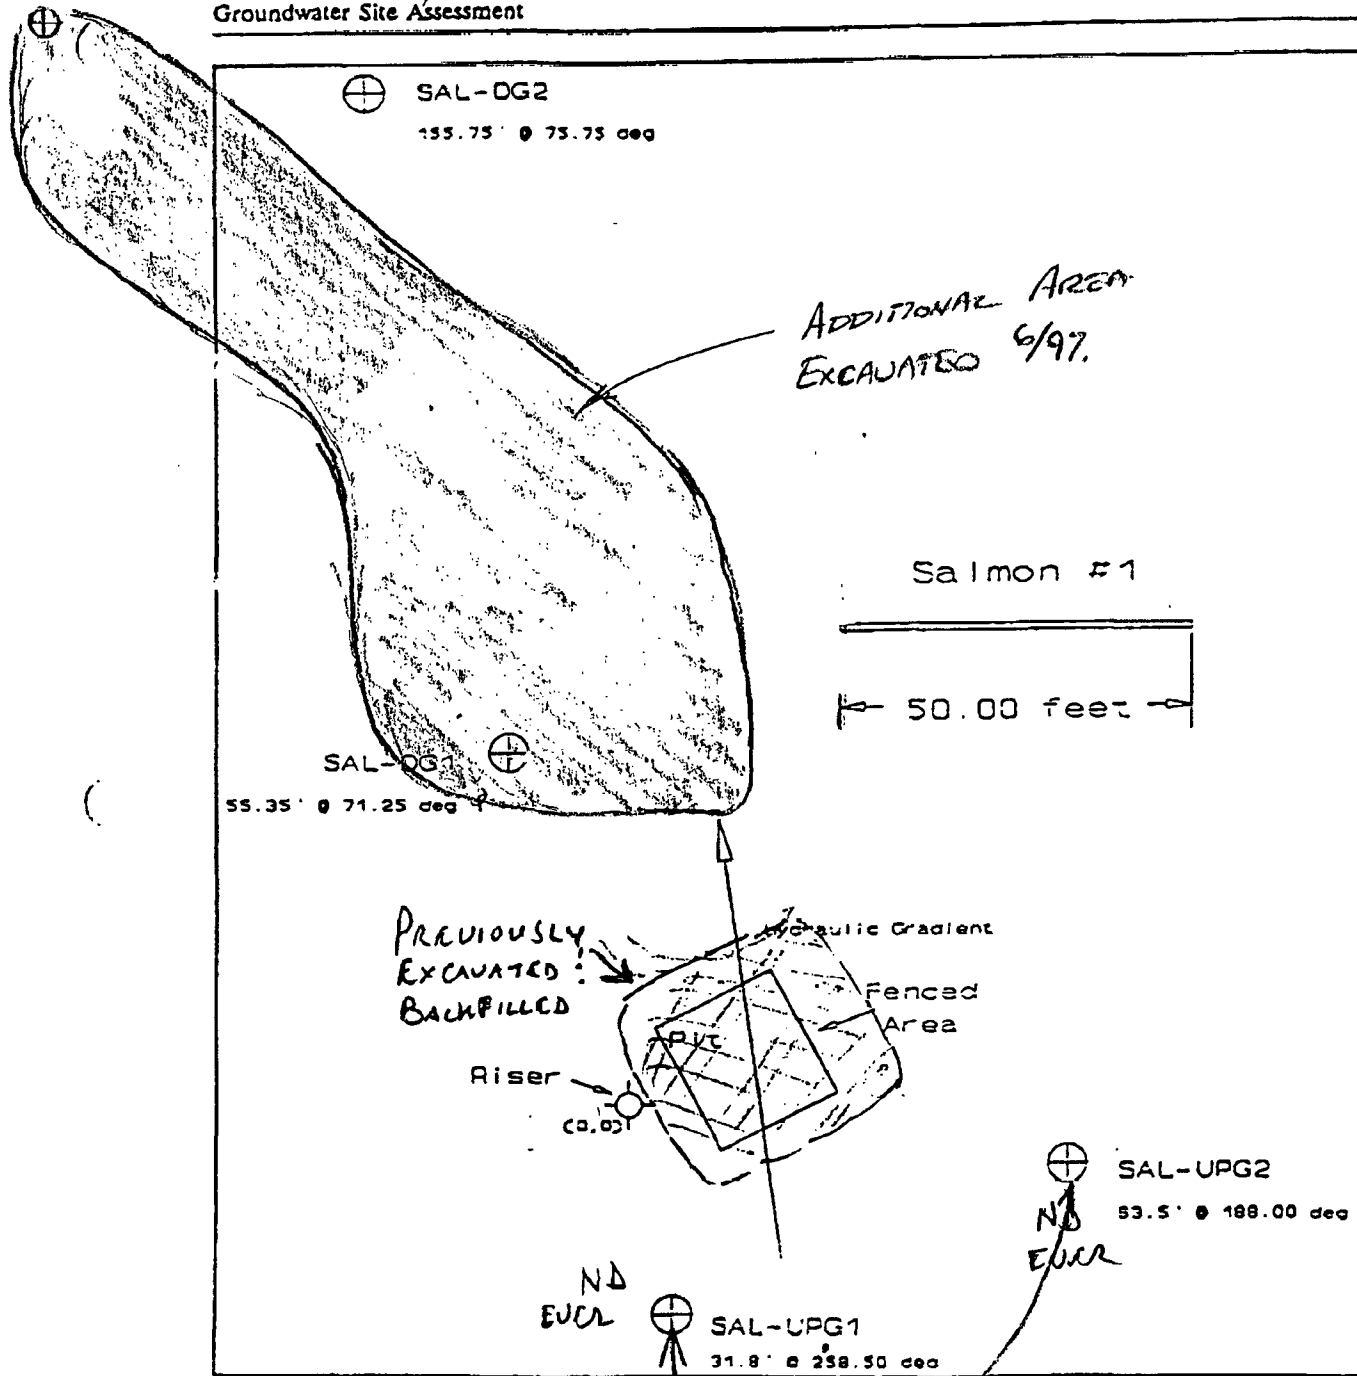 Groundwater Site Assessment
SAL-DG2
155.75' @ 75.75 deg
ADDITIONAL AREA
EXCAVATED 6/97.
Salmon #1
50.00 feet
SAL-DG1
55.35' @ 71.25 deg
PREVIOUSLY
EXCAVATED :
BACKFILLED
Hydraulic Gradient
Fenced
Area
Pit
Riser
(0,0)
SAL-UPG2
53.5' @ 188.00 deg
ND
EVER
ND
EVER
SAL-UPG1
31.8' @ 258.50 deg